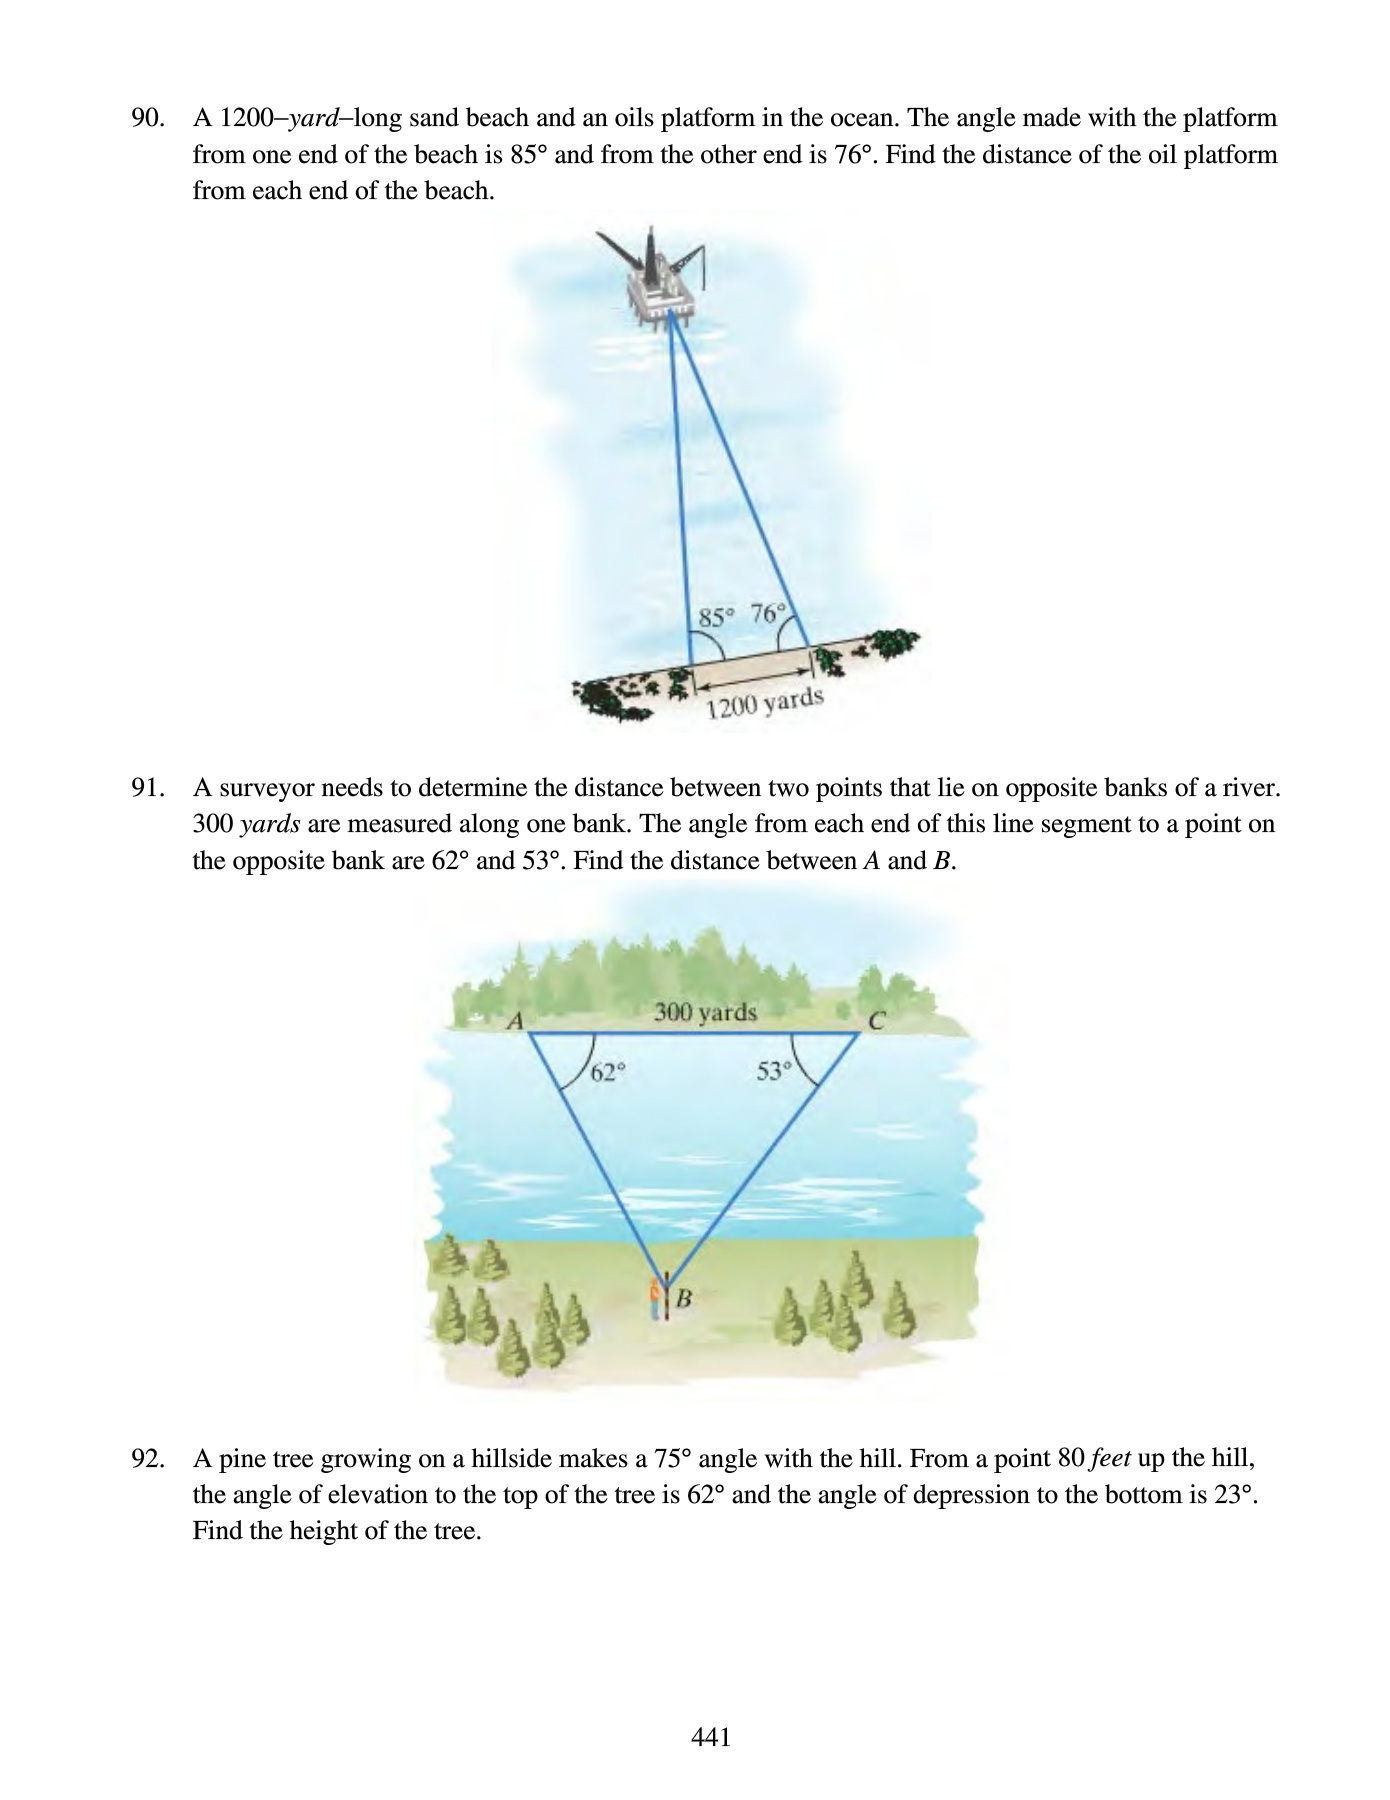 90. A 1200–yard–long sand beach and an oils platform in the ocean. The angle made with the platform
from one end of the beach is 85° and from the other end is 76°. Find the distance of the oil platform
from each end of the beach.
85° 76°
1200 yards
91. A surveyor needs to determine the distance between two points that lie on opposite banks of a river.
300 yards are measured along one bank. The angle from each end of this line segment to a point on
the opposite bank are 62° and 53°. Find the distance between A and B.
A 300 yards C
62° 53°
B
92. A pine tree growing on a hillside makes a 75° angle with the hill. From a point 80 feet up the hill,
the angle of elevation to the top of the tree is 62° and the angle of depression to the bottom is 23°.
Find the height of the tree.
441